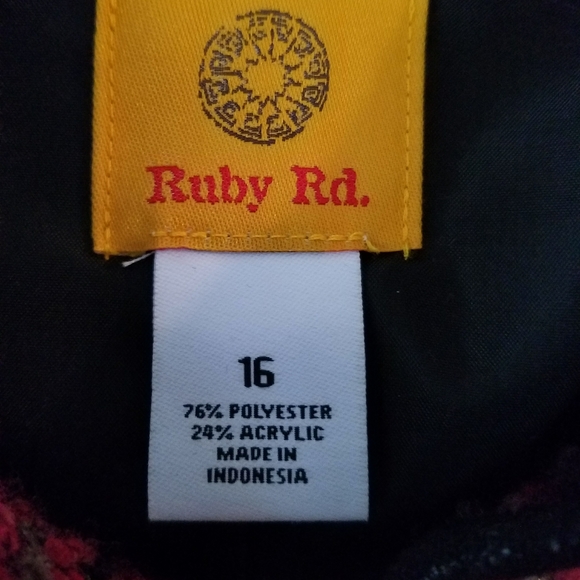 Ruby Rd.
16
76% POLYESTER
24% ACRYLIC
MADE IN
INDONESIA